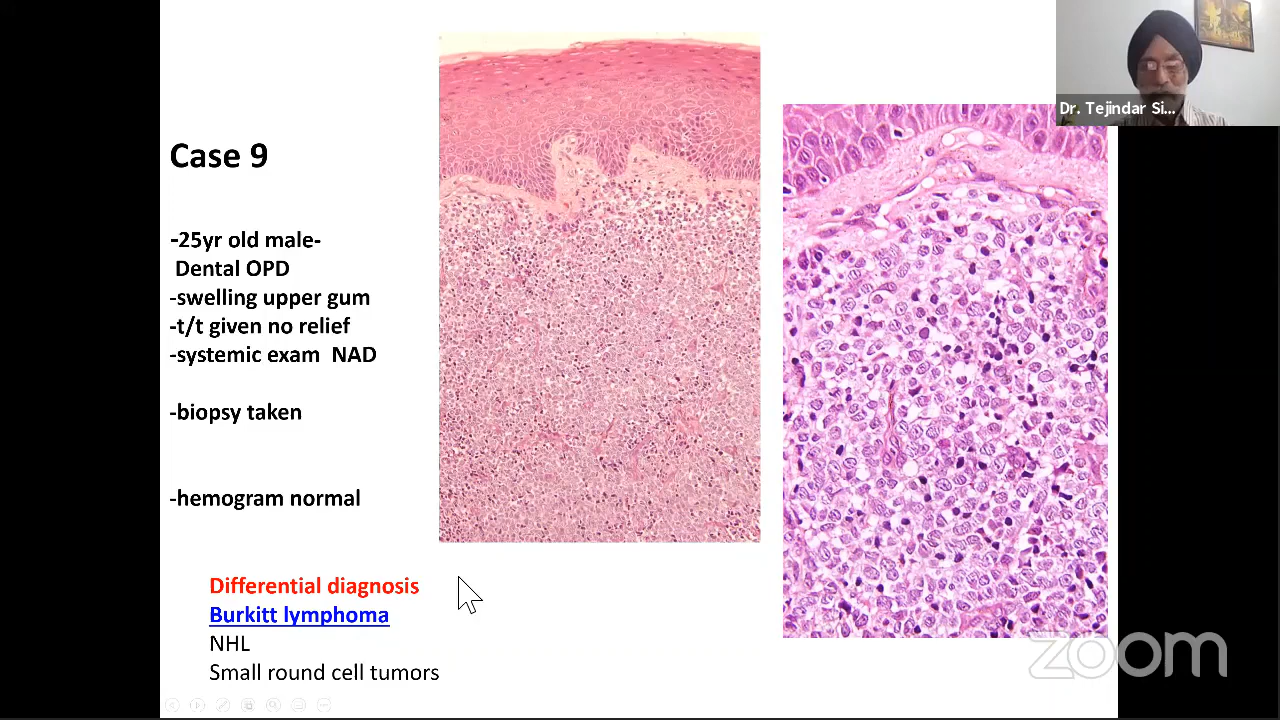 Dr. Tejindar Si...
Case 9
-25yr old male-
Dental OPD
-swelling upper gum
-t/t given no relief
-systemic exam NAD
-biopsy taken
-hemogram normal
Differential diagnosis
Burkitt lymphoma
NHL
Small round cell tumors
zoom